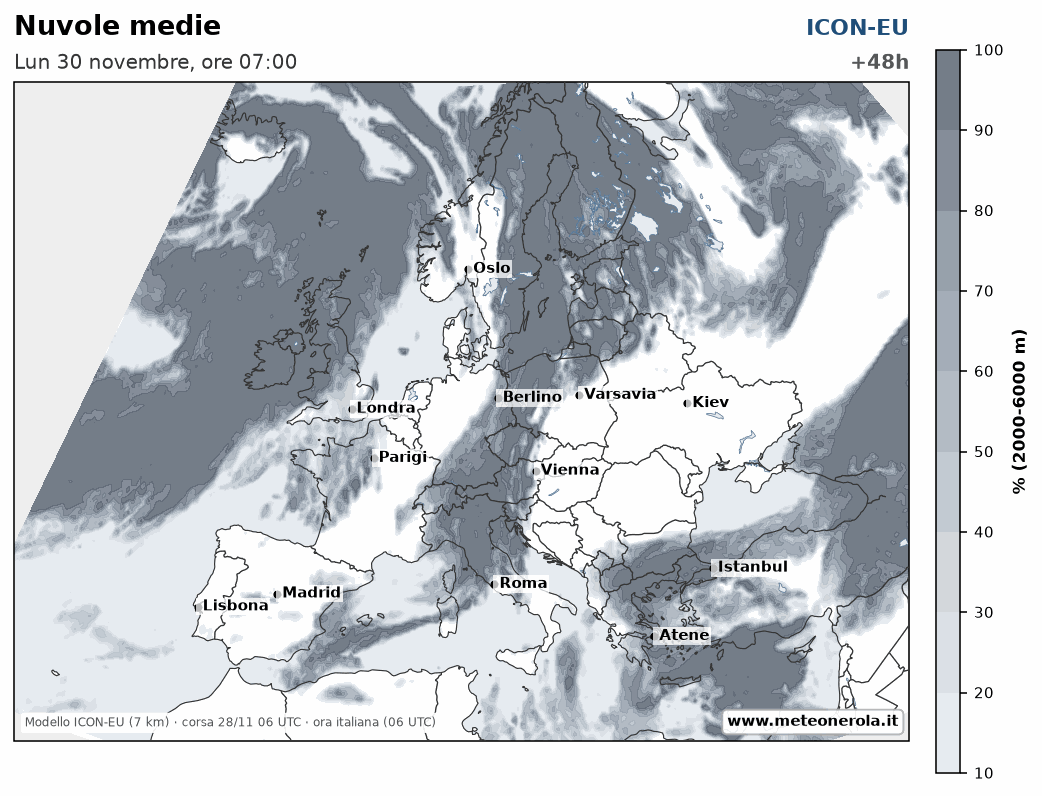 Nuvole medie
ICON-EU
Lun 30 novembre, ore 07:00
+48h
100
90
80
70
60
50
40
30
20
10
% (2000-6000 m)
Oslo
Berlino
Varsavia
Kiev
Londra
Parigi
Vienna
Istanbul
Roma
Madrid
Lisbona
Atene
Modello ICON-EU (7 km) · corsa 28/11 06 UTC · ora italiana (06 UTC)
www.meteonerola.it